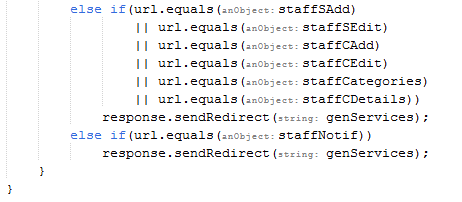 else if(url.equals(anObject: staffSAdd)
|| url.equals(anObject: staffSEdit)
|| url.equals(anObject: staffCAdd)
|| url.equals(anObject: staffCEdit)
|| url.equals(anObject: staffCategories)
|| url.equals(anObject: staffCDetails))
response.sendRedirect(string: genServices);
else if(url.equals(anObject: staffNotif))
response.sendRedirect(string: genServices);
}
}